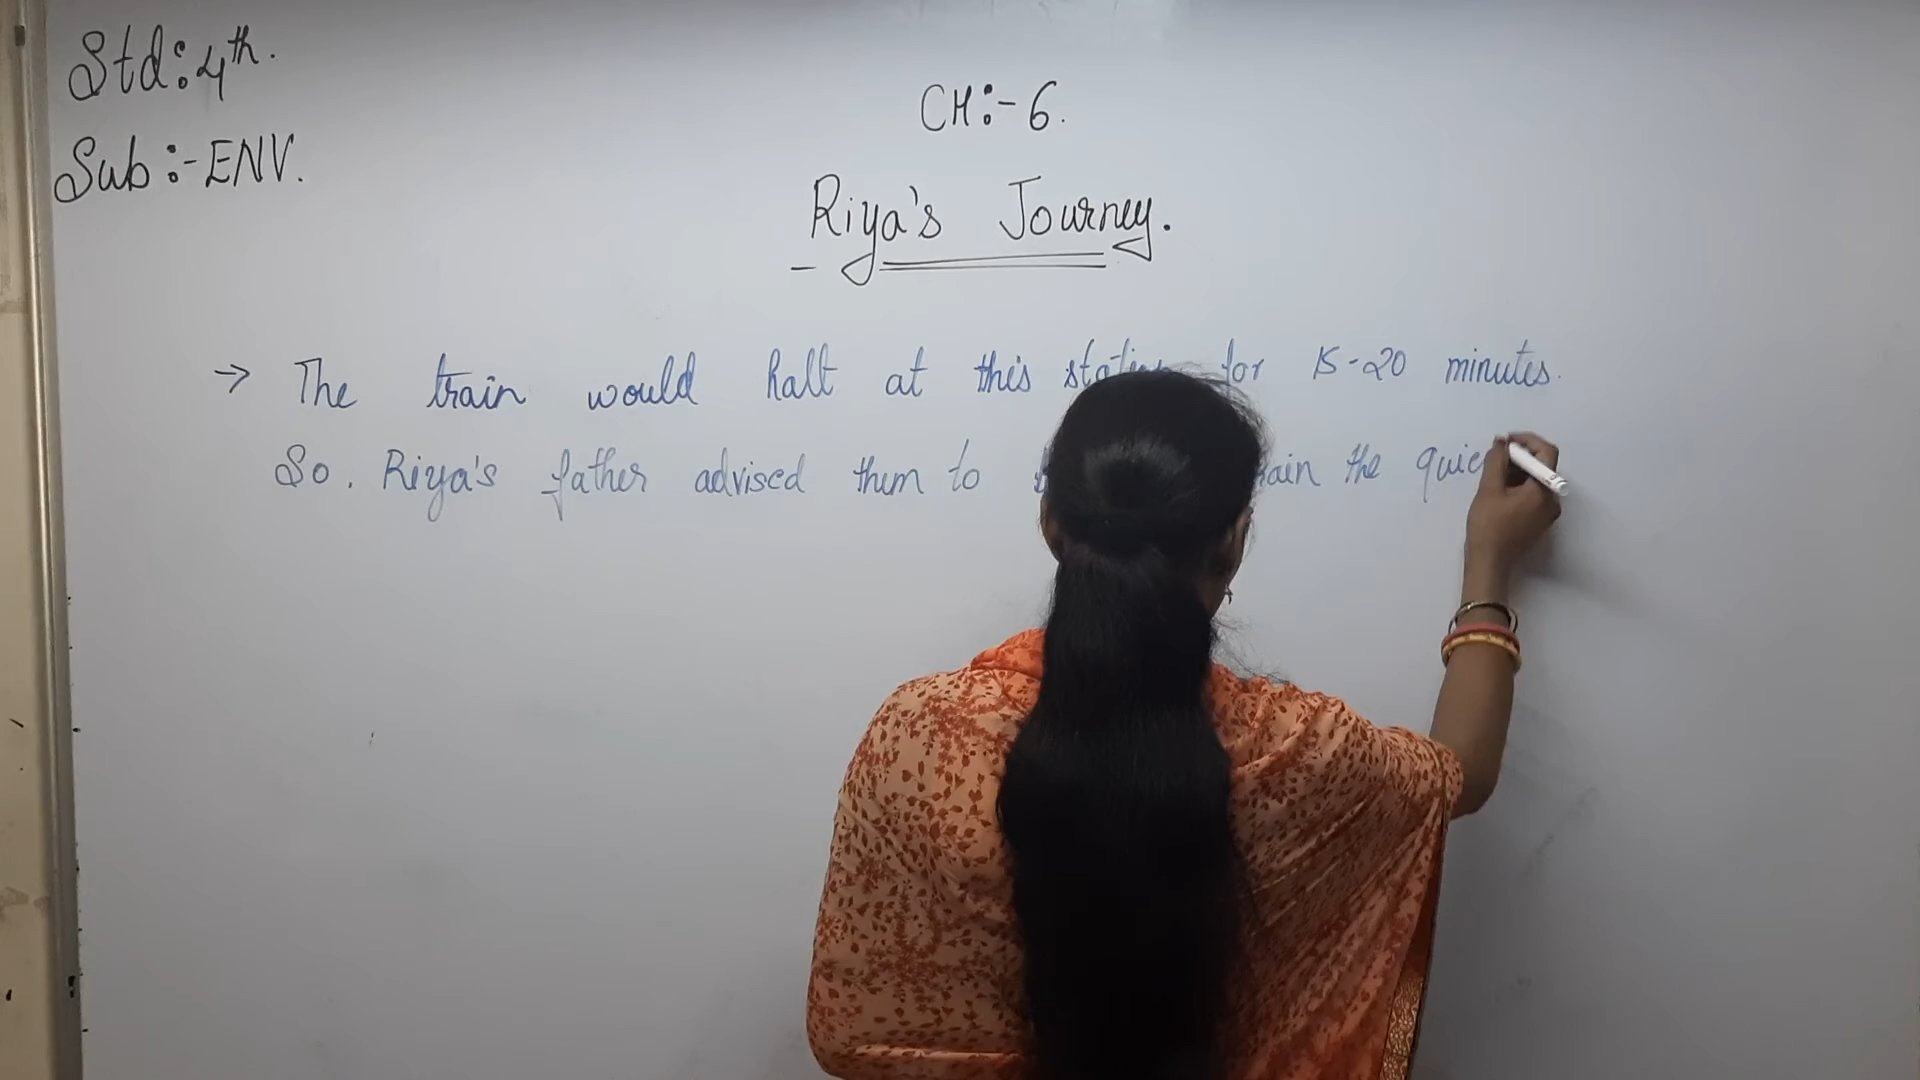 Std:4th.
Sub:-ENV.
CH:-6.
Riya's Journey.
→ The train would halt at this for 15-20 minutes.
So. Riya's father advised them to the